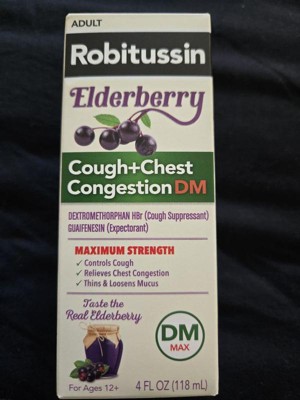 ADULT
Robitussin
Elderberry
Cough+Chest
Congestion DM
DEXTROMETHORPHAN HBr (Cough Suppressant)
GUAIFENESIN (Expectorant)
MAXIMUM STRENGTH
✓ Controls Cough
✓ Relieves Chest Congestion
✓ Thins & Loosens Mucus
Taste the
Real Elderberry
DM
MAX
For Ages 12+
4 FL OZ (118 mL)